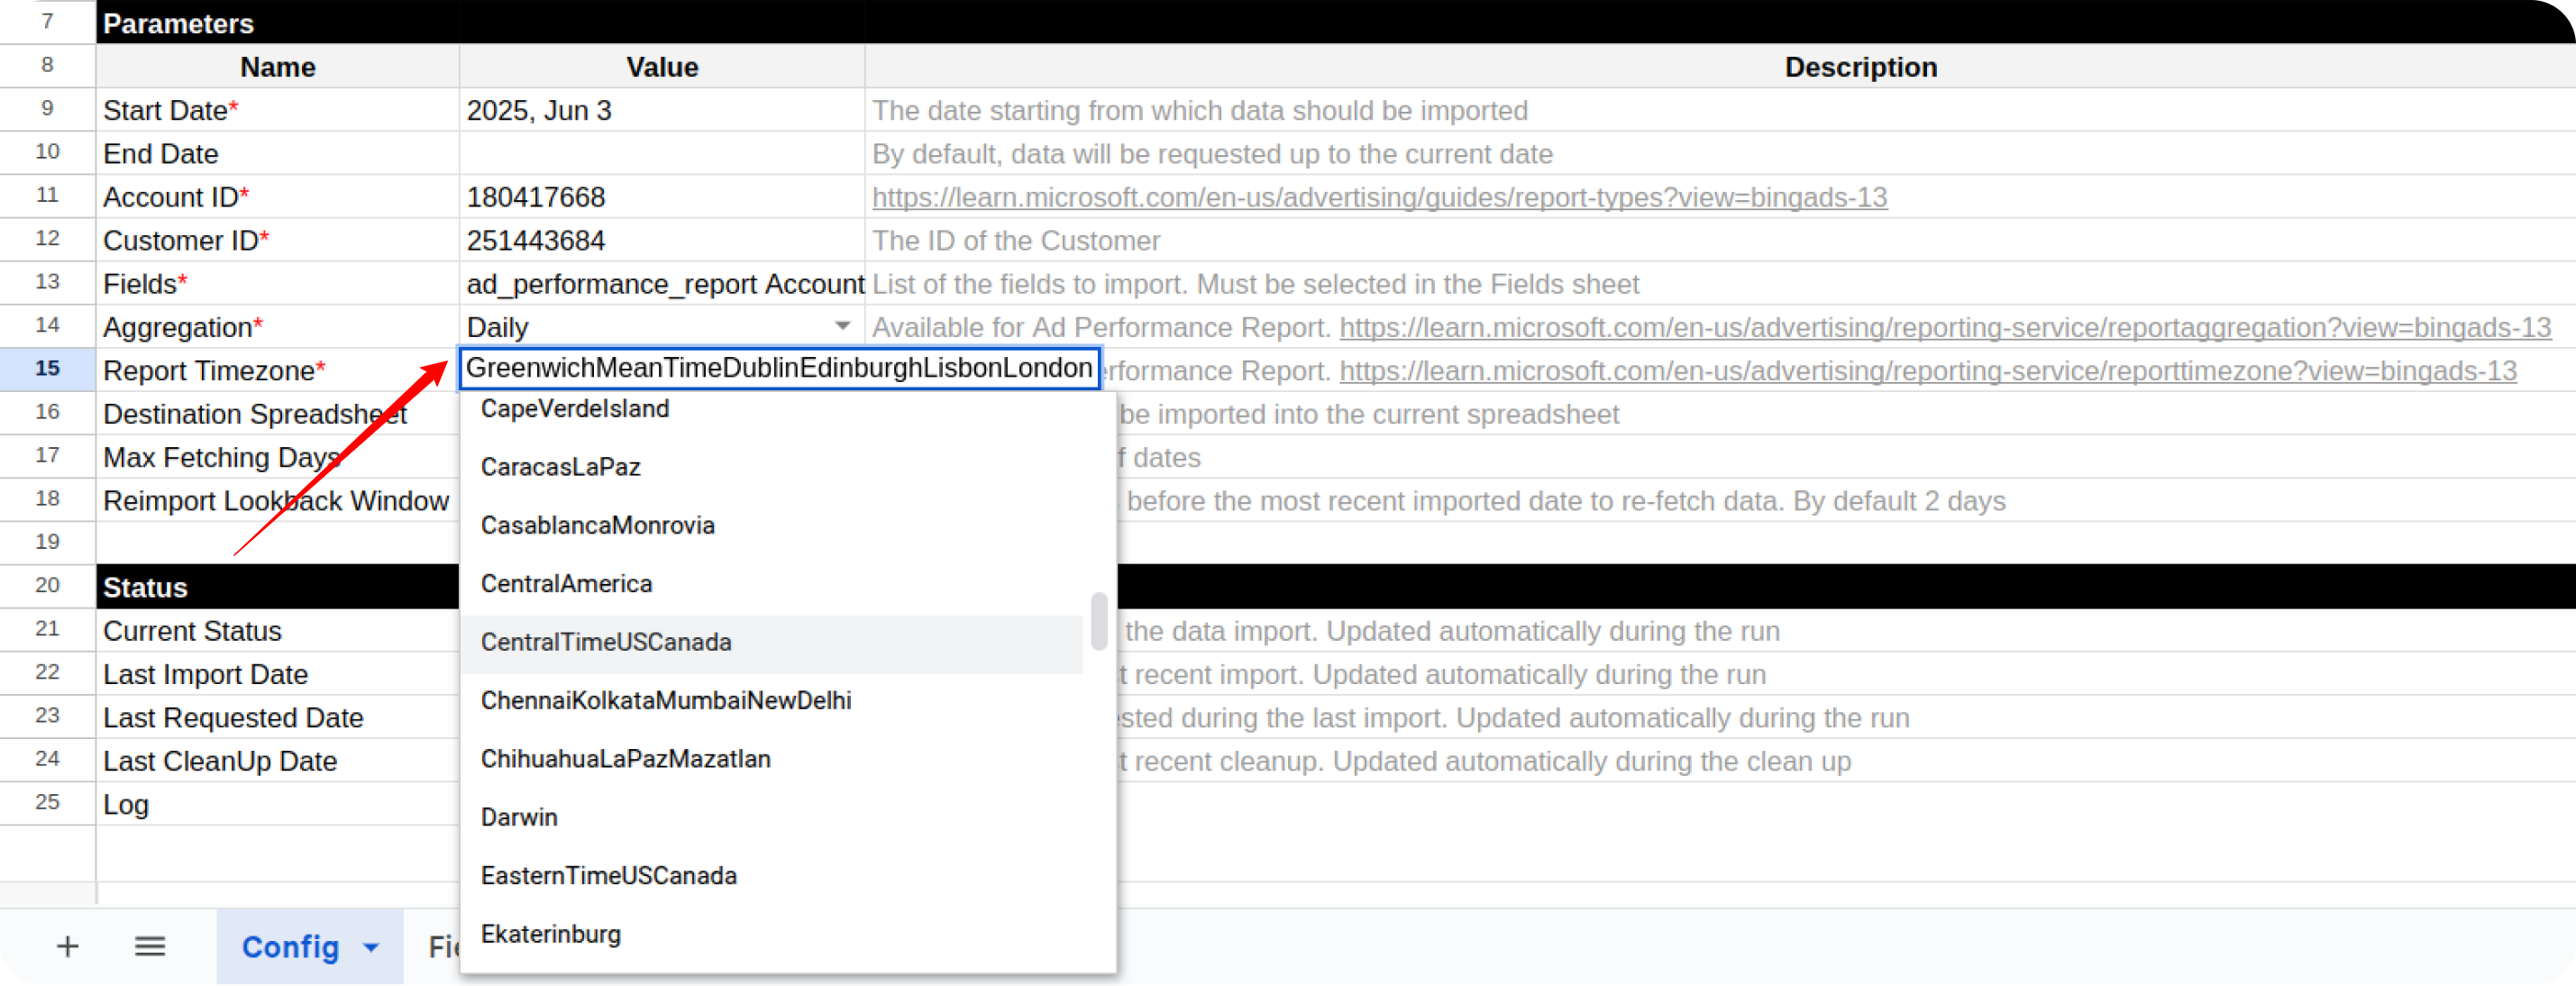 7 Parameters
8 Name Value Description
9 Start Date* 2025, Jun 3 The date starting from which data should be imported
10 End Date By default, data will be requested up to the current date
11 Account ID* 180417668 https://learn.microsoft.com/en-us/advertising/guides/report-types?view=bingads-13
12 Customer ID* 251443684 The ID of the Customer
13 Fields* ad_performance_report Account List of the fields to import. Must be selected in the Fields sheet
14 Aggregation* Daily Available for Ad Performance Report. https://learn.microsoft.com/en-us/advertising/reporting-service/reportaggregation?view=bingads-13
15 Report Timezone* GreenwichMeanTimeDublinEdinburghLisbonLondon rformance Report. https://learn.microsoft.com/en-us/advertising/reporting-service/reporttimezone?view=bingads-13
16 Destination Spreadsheet be imported into the current spreadsheet
17 Max Fetching Days f dates
18 Reimport Lookback Window before the most recent imported date to re-fetch data. By default 2 days
19
20 Status
21 Current Status the data import. Updated automatically during the run
22 Last Import Date t recent import. Updated automatically during the run
23 Last Requested Date sted during the last import. Updated automatically during the run
24 Last CleanUp Date t recent cleanup. Updated automatically during the clean up
25 Log
CapeVerdeIsland
CaracasLaPaz
CasablancaMonrovia
CentralAmerica
CentralTimeUSCanada
ChennaiKolkataMumbaiNewDelhi
ChihuahuaLaPazMazatlan
Darwin
EasternTimeUSCanada
Ekaterinburg
Config Fie